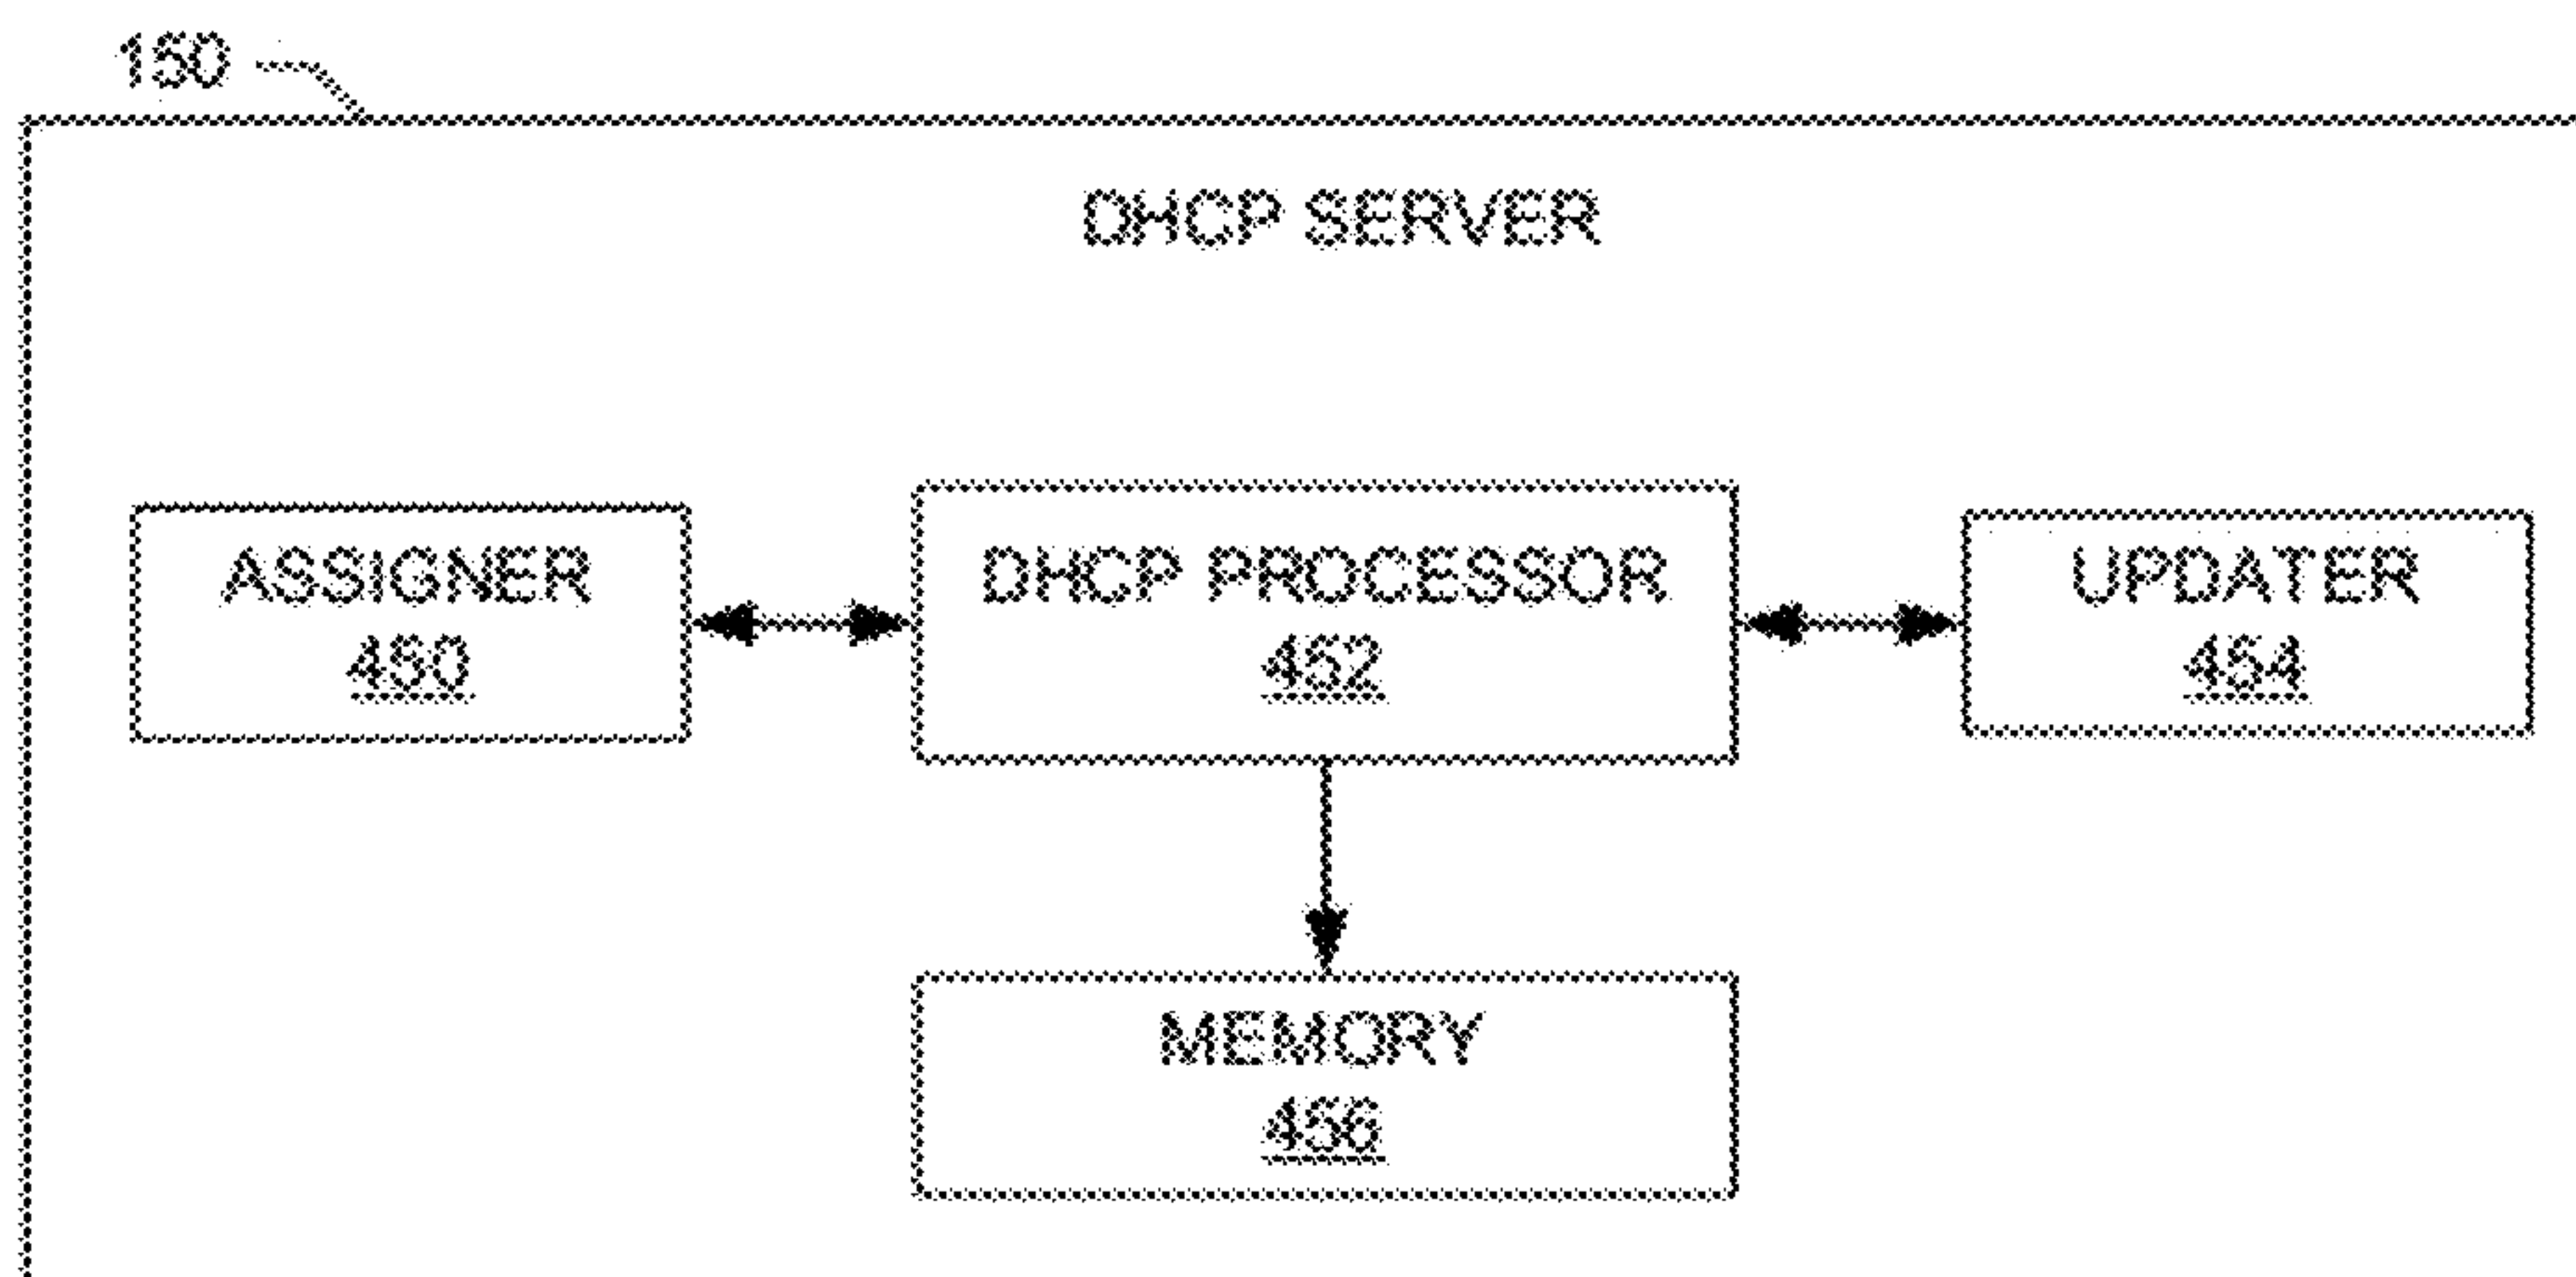 150
DHCP SERVER
ASSIGNER
450
DHCP PROCESSOR
452
UPDATER
454
MEMORY
456